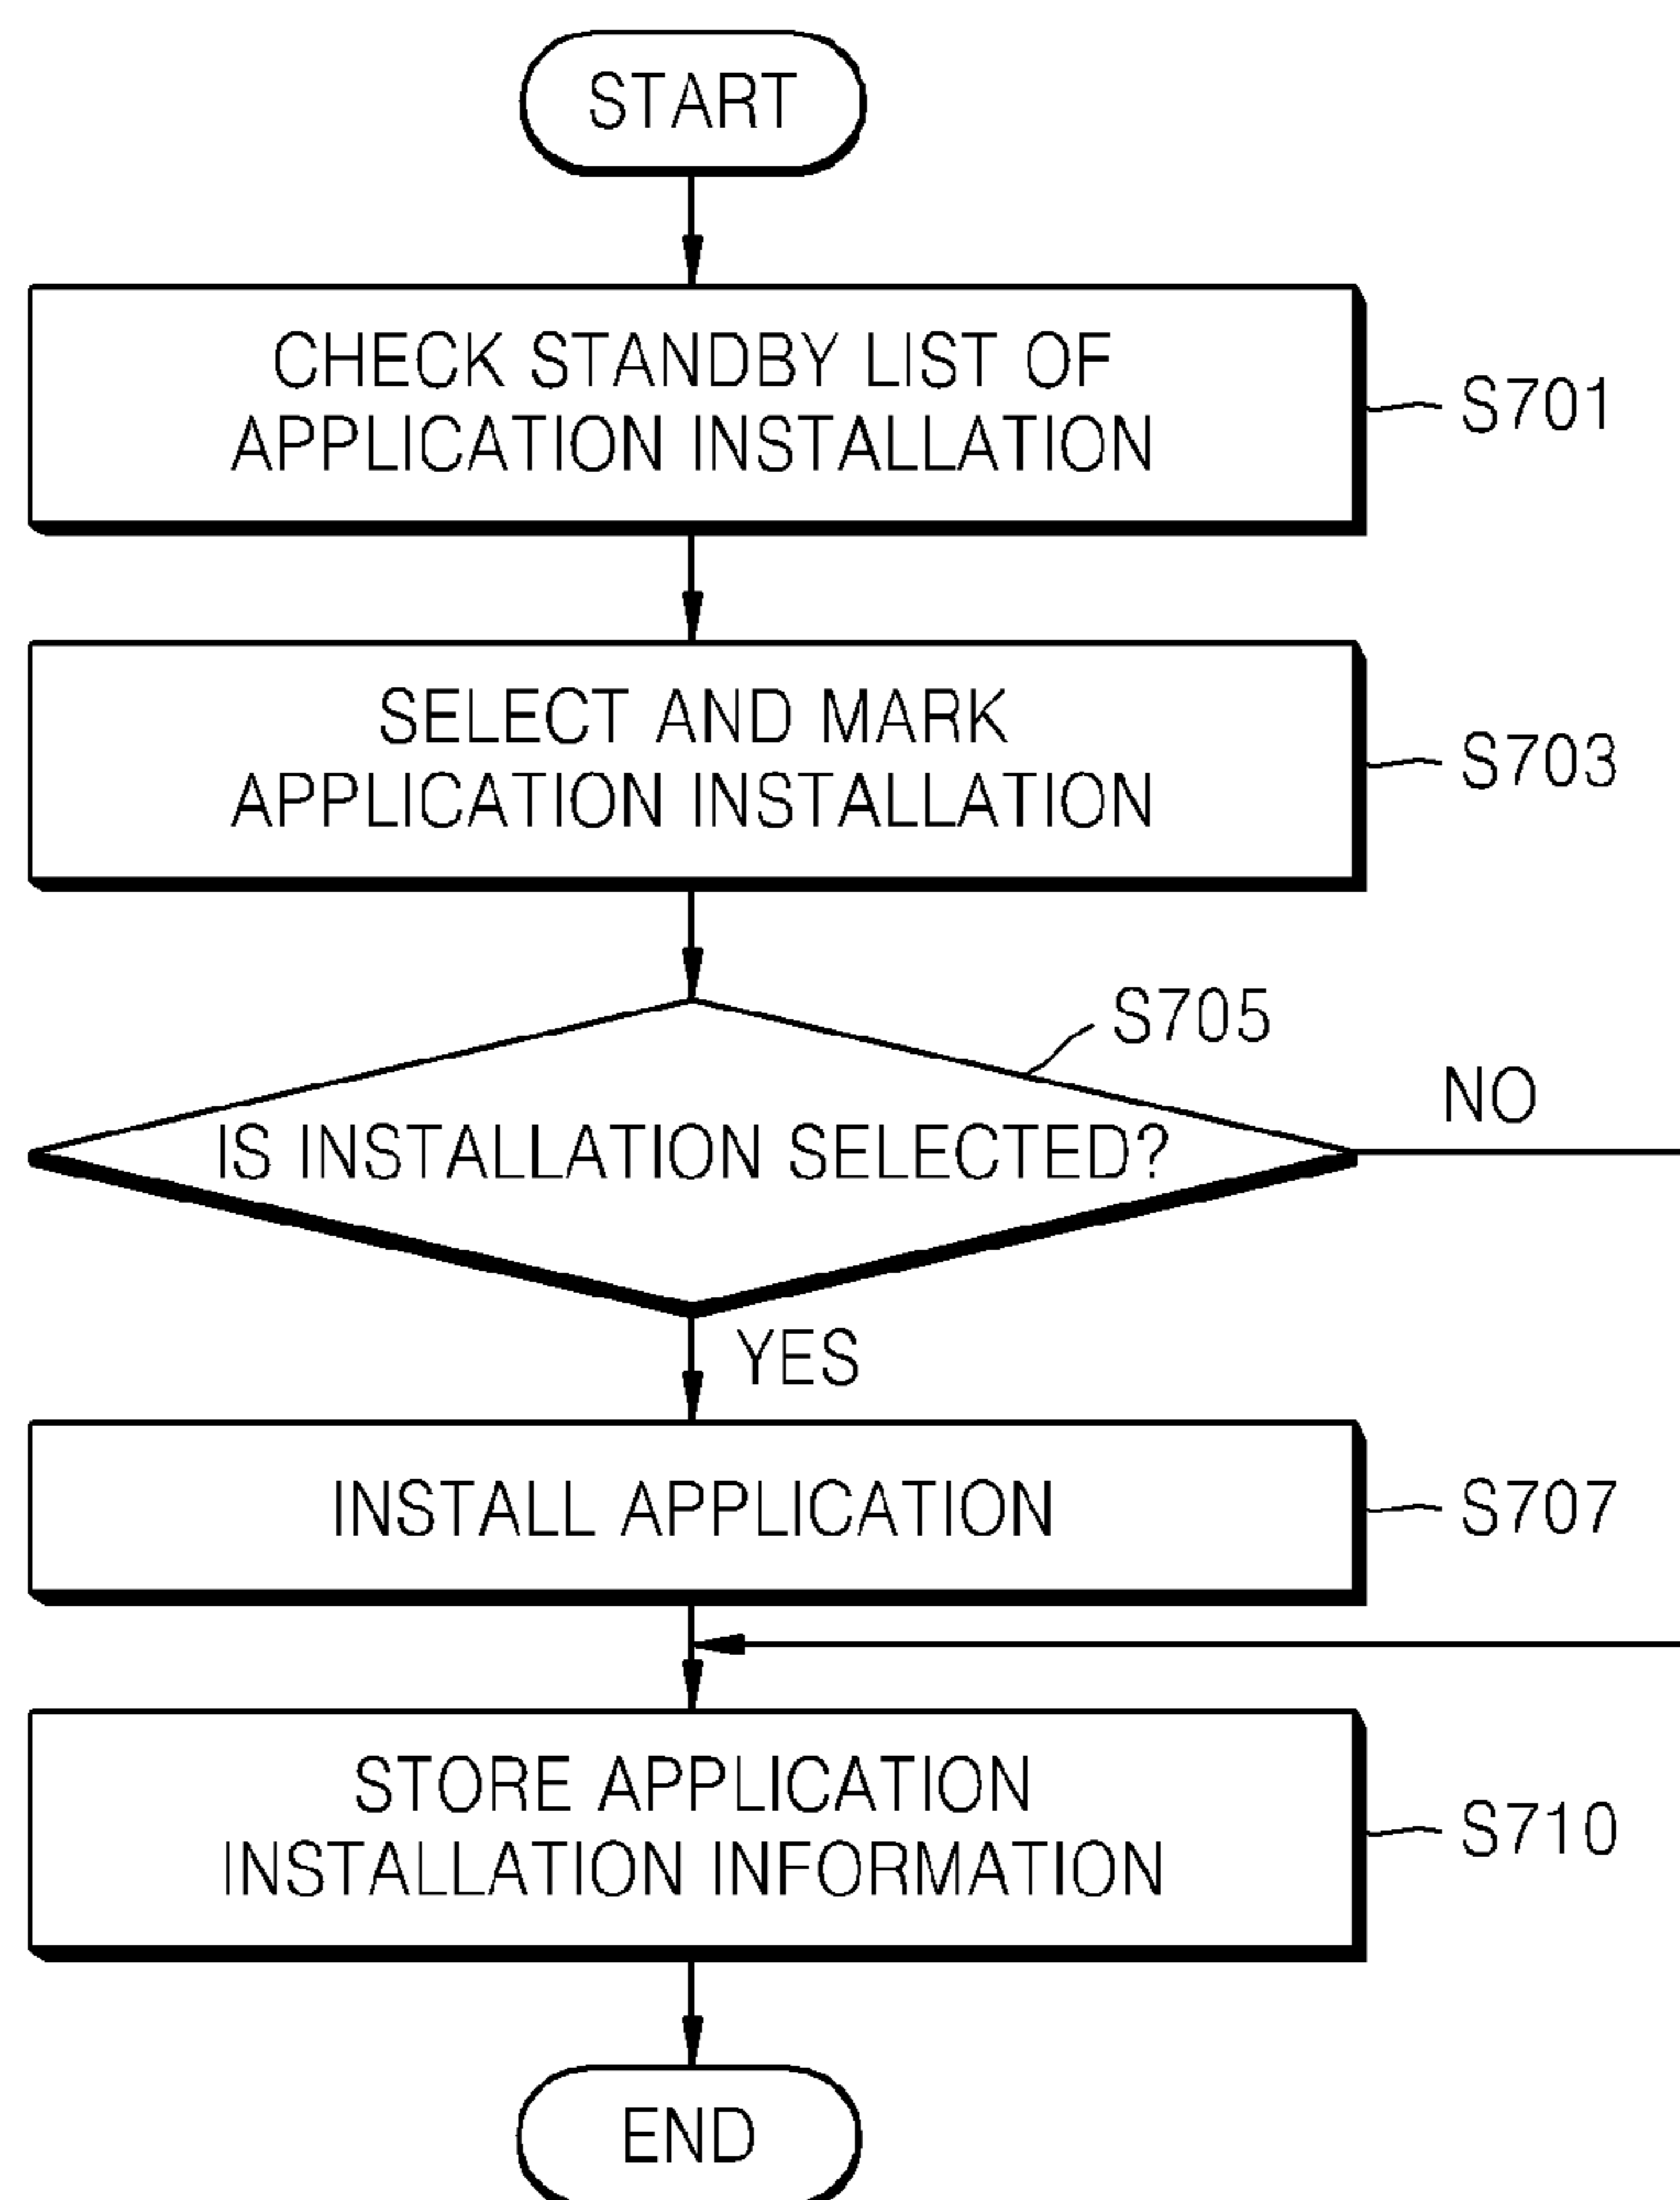 START
CHECK STANDBY LIST OF
APPLICATION INSTALLATION
S701
SELECT AND MARK
APPLICATION INSTALLATION
S703
S705
NO
IS INSTALLATION SELECTED?
YES
INSTALL APPLICATION
S707
STORE APPLICATION
INSTALLATION INFORMATION
S710
END